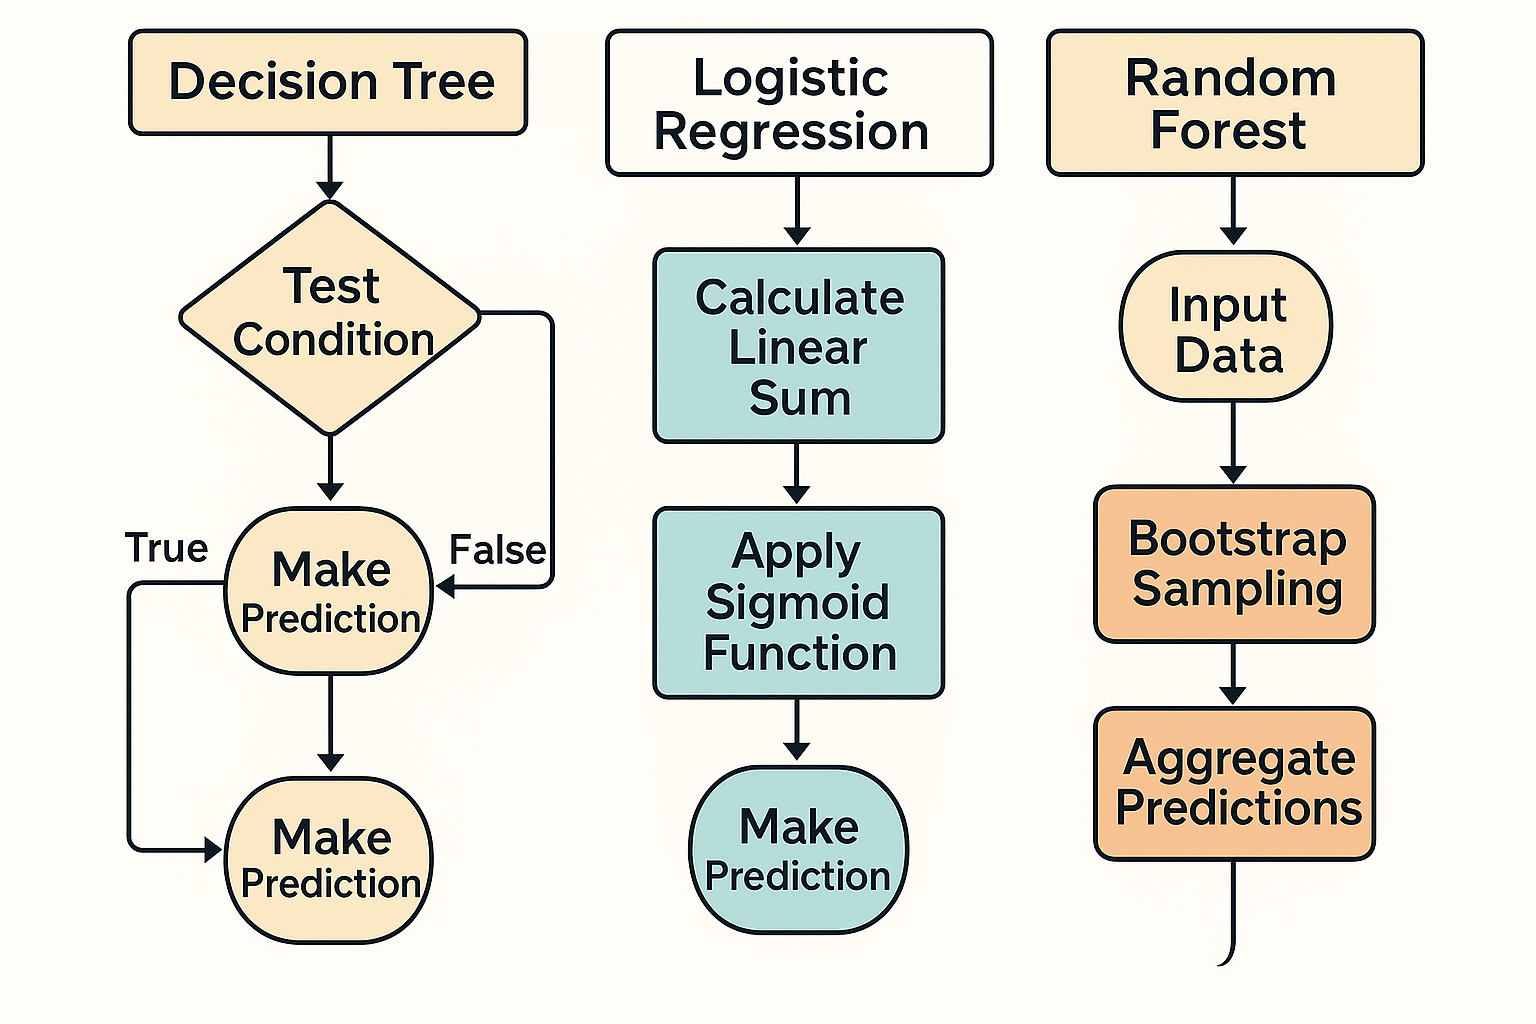 Decision Tree
Test
Condition
True
False
Make
Prediction
Make
Prediction
Logistic
Regression
Calculate
Linear
Sum
Apply
Sigmoid
Function
Make
Prediction
Random
Forest
Input
Data
Bootstrap
Sampling
Aggregate
Predictions